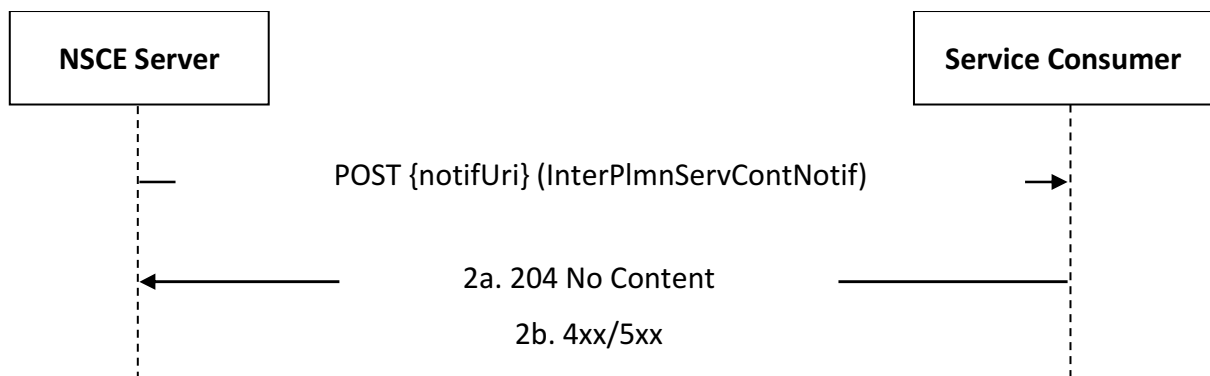 NSCE Server
Service Consumer
POST {notifUri} (InterPlmnServContNotif)
2a. 204 No Content
2b. 4xx/5xx